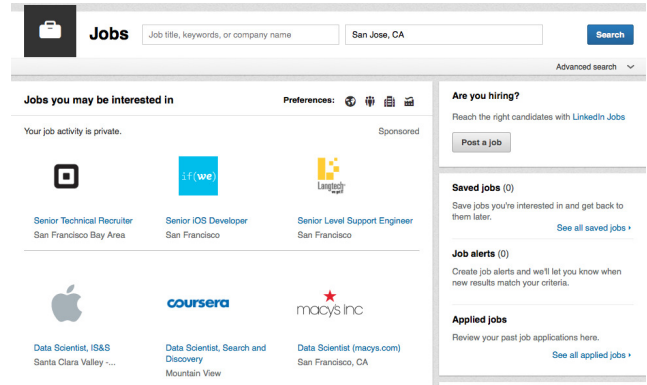 Jobs
Job title, keywords, or company name
San Jose, CA
Search
Advanced search
Jobs you may be interested in
Preferences:
Your job activity is private.
Sponsored
if(we)
Langtech
Senior Technical Recruiter
San Francisco Bay Area
Senior iOS Developer
San Francisco
Senior Level Support Engineer
San Francisco
coursera
macy's inc
Data Scientist, IS&S
Santa Clara Valley -...
Data Scientist, Search and
Discovery
Mountain View
Data Scientist (macys.com)
San Francisco, CA
Are you hiring?
Reach the right candidates with LinkedIn Jobs
Post a job
Saved jobs (0)
Save jobs you're interested in and get back to
them later.
See all saved jobs
Job alerts (0)
Create job alerts and we'll let you know when
new results match your criteria.
Applied jobs
Review your past job applications here.
See all applied jobs